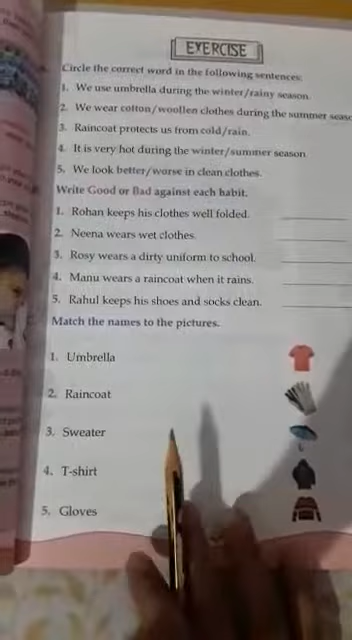 EXERCISE
Circle the correct word in the following sentences.
1. We use umbrella during the winter/rainy season.
2. We wear cotton/woollen clothes during the summer
3. Raincoat protects us from cold/rain.
4. It is very hot during the winter/summer season.
5. We look better/worse in clean clothes.
Write Good or Bad against each habit.
1. Rohan keeps his clothes well folded.
2. Neena wears wet clothes.
3. Rosy wears a dirty uniform to school.
4. Manu wears a raincoat when it rains.
5. Rahul keeps his shoes and socks clean.
Match the names to the pictures.
1. Umbrella
2. Raincoat
3. Sweater
4. T-shirt
5. Gloves